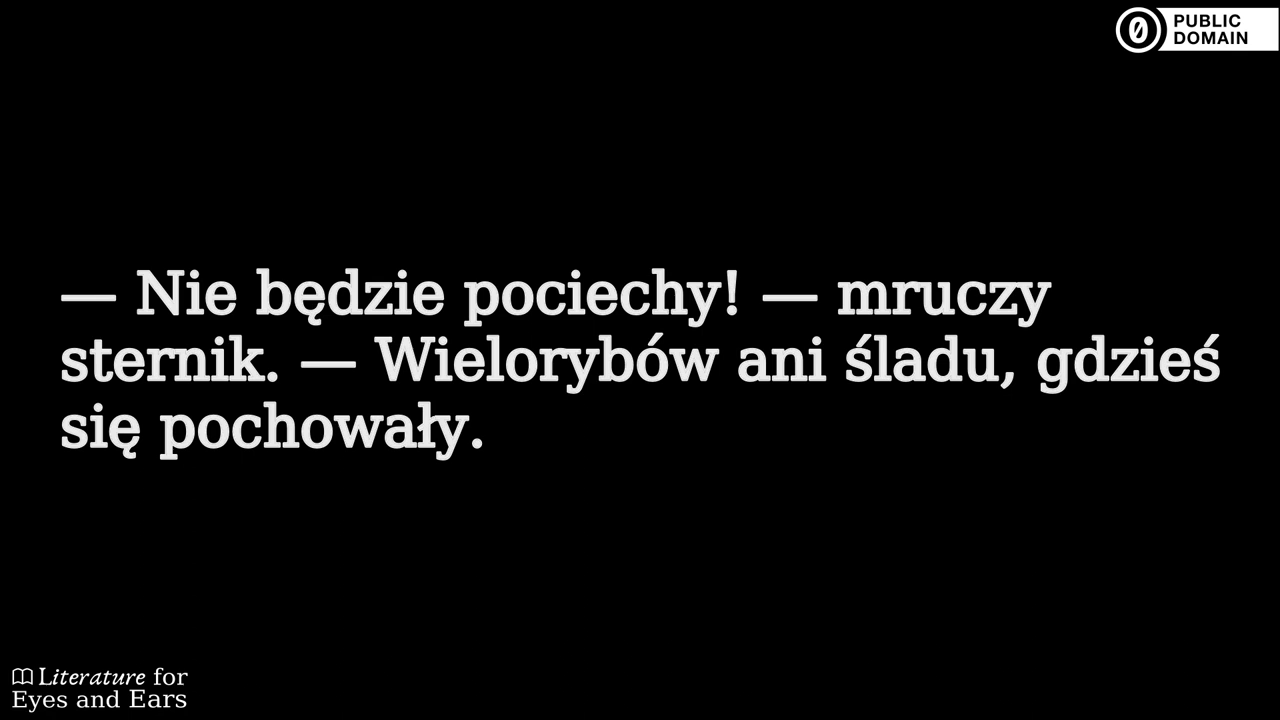 PUBLIC
DOMAIN
— Nie będzie pociechy! — mruczy
sternik. — Wielorybów ani śladu, gdzieś
się pochowały.
Literature for
Eyes and Ears